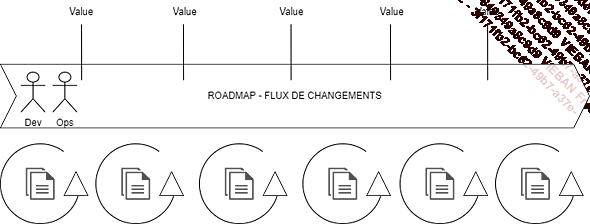 Value
Value
Value
Value
ROADMAP - FLUX DE CHANGEMENTS
Dev
Ops